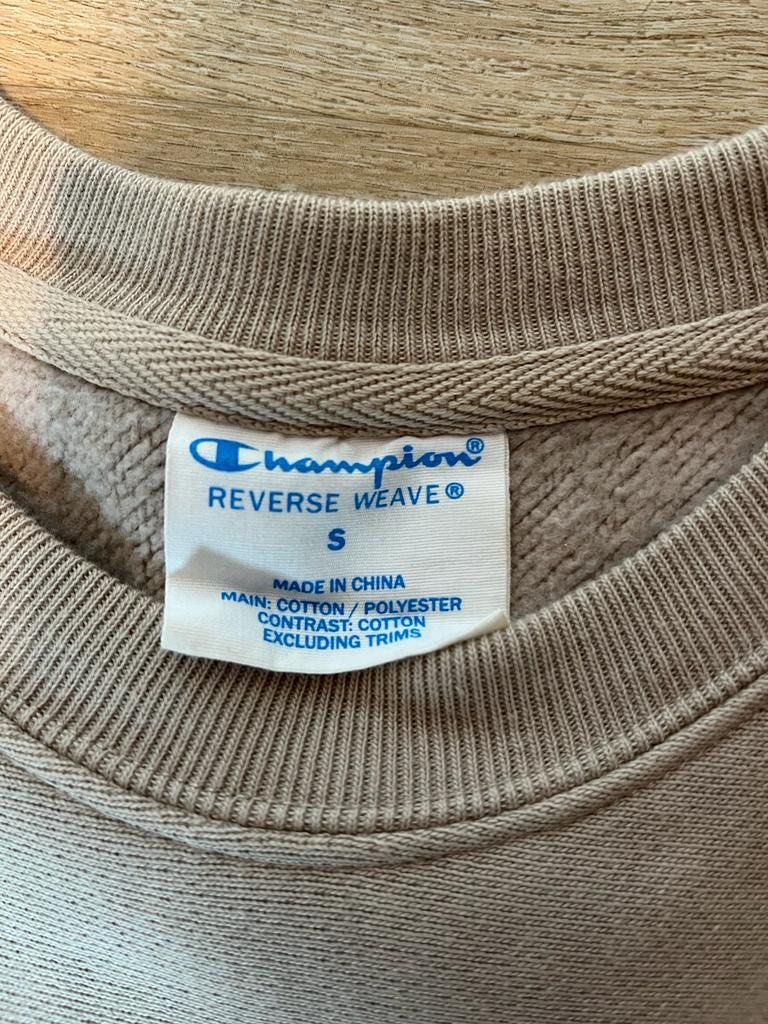 Champion®
REVERSE WEAVE®
S
MADE IN CHINA
MAIN: COTTON / POLYESTER
CONTRAST: COTTON
EXCLUDING TRIMS